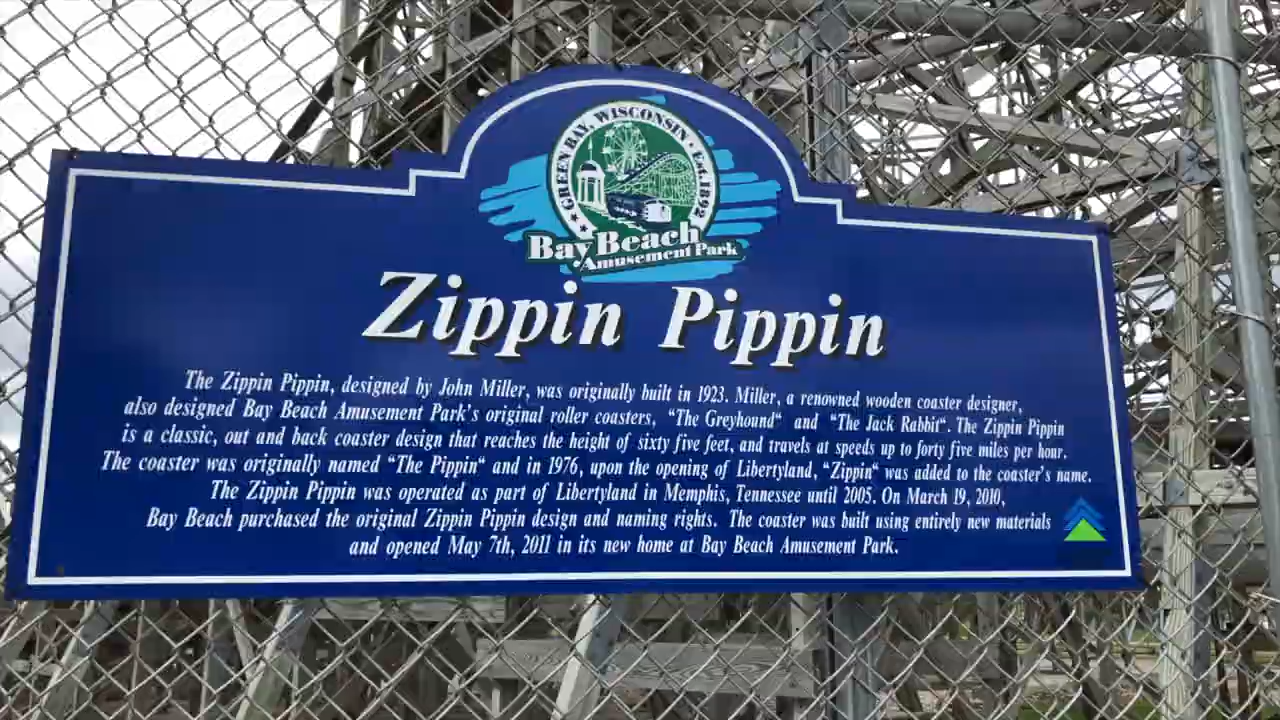 GREEN BAY, WISCONSIN • Est. 1892
Bay Beach
Amusement Park
Zippin Pippin
The Zippin Pippin, designed by John Miller, was originally built in 1923. Miller, a renowned wooden coaster designer,
also designed Bay Beach Amusement Park's original roller coasters, "The Greyhound" and "The Jack Rabbit". The Zippin Pippin
is a classic, out and back coaster design that reaches the height of sixty five feet, and travels at speeds up to forty five miles per hour.
The coaster was originally named "The Pippin" and in 1976, upon the opening of Libertyland, "Zippin" was added to the coaster's name.
The Zippin Pippin was operated as part of Libertyland in Memphis, Tennessee until 2005. On March 19, 2010,
Bay Beach purchased the original Zippin Pippin design and naming rights. The coaster was built using entirely new materials
and opened May 7th, 2011 in its new home at Bay Beach Amusement Park.